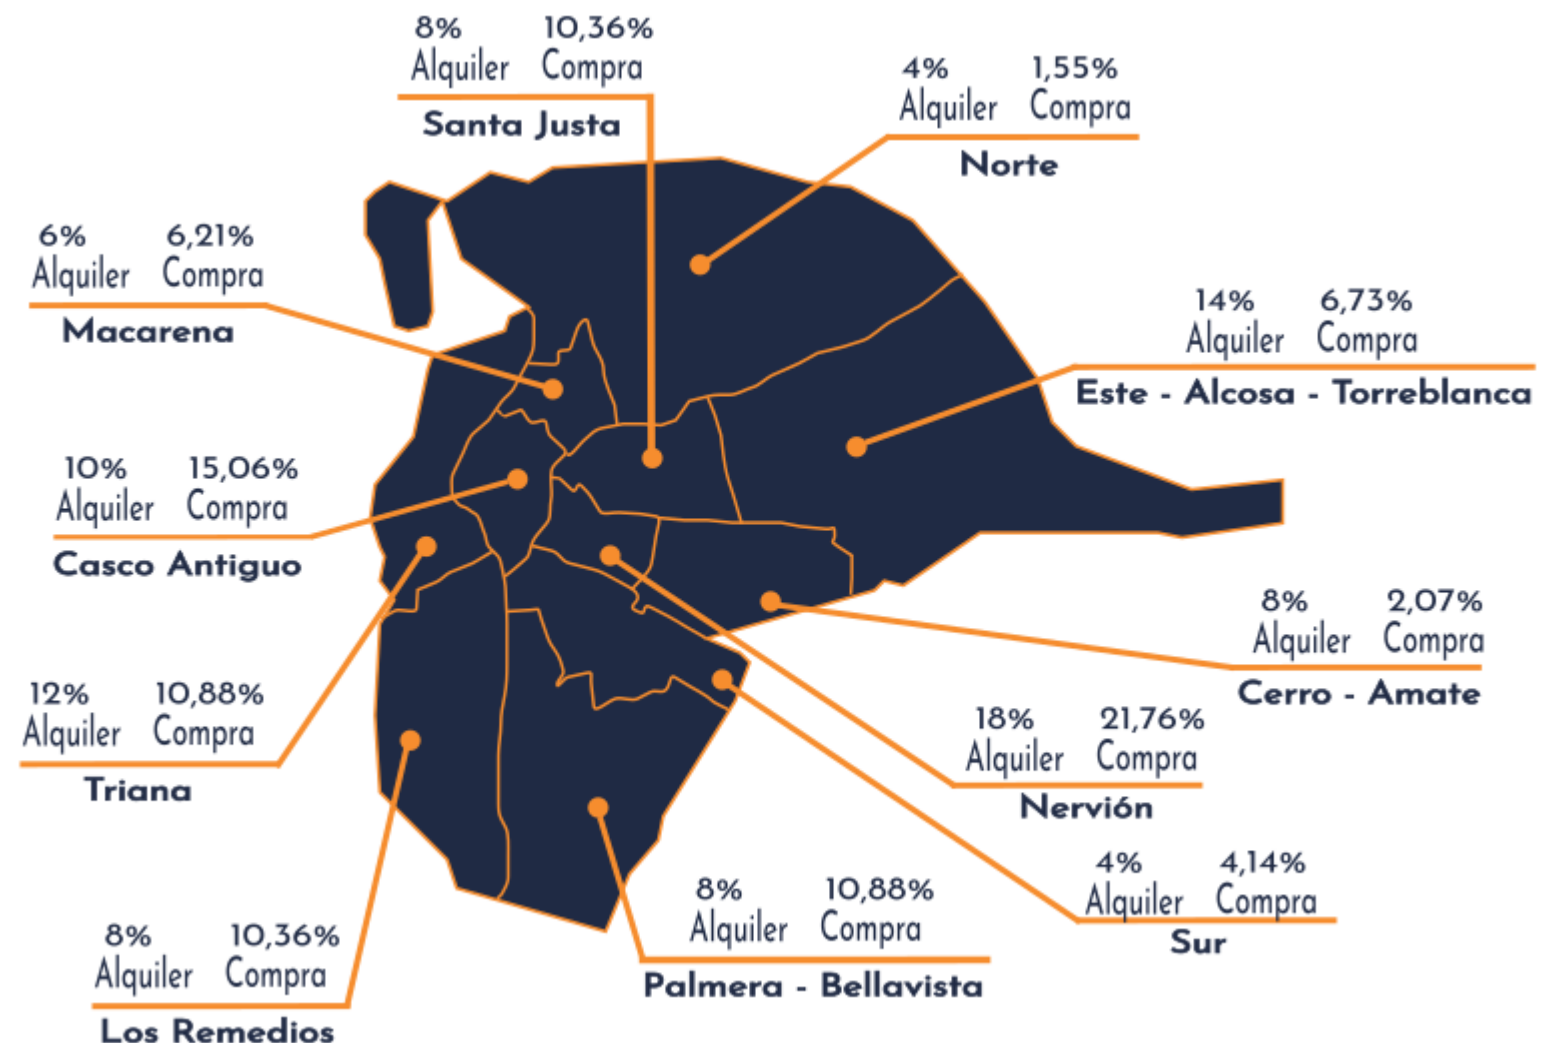 8% 10,36%
Alquiler Compra
Santa Justa
4% 1,55%
Alquiler Compra
Norte
6% 6,21%
Alquiler Compra
Macarena
14% 6,73%
Alquiler Compra
Este - Alcosa - Torreblanca
10% 15,06%
Alquiler Compra
Casco Antiguo
8% 2,07%
Alquiler Compra
Cerro - Amate
12% 10,88%
Alquiler Compra
Triana
18% 21,76%
Alquiler Compra
Nervión
4% 4,14%
Alquiler Compra
Sur
8% 10,88%
Alquiler Compra
Palmera - Bellavista
8% 10,36%
Alquiler Compra
Los Remedios